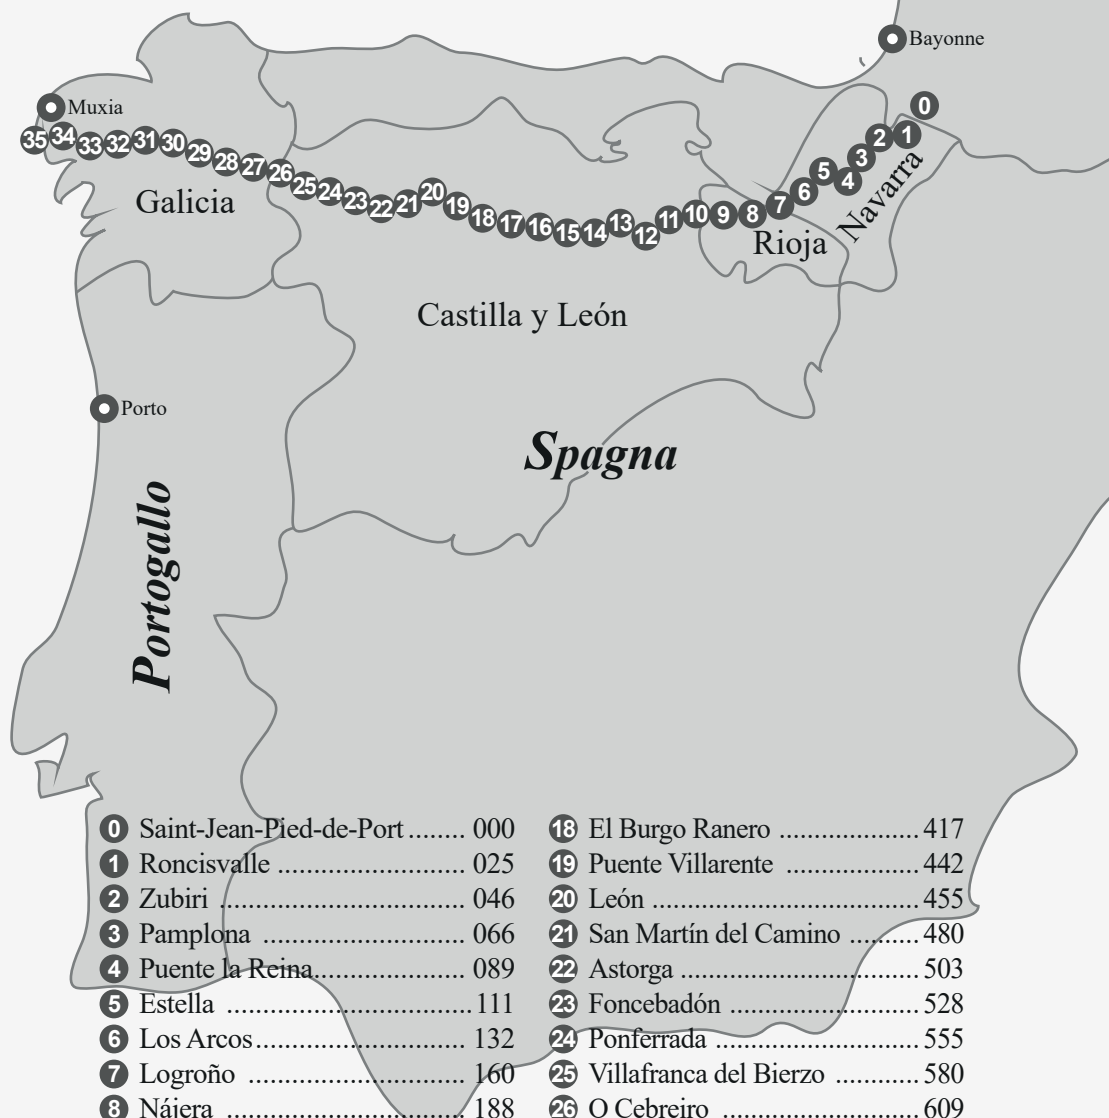 Bayonne
0
Muxia
35 34 33 32 31 30 29 28 27 26 25 24 23 22 21 20 19 18 17 16 15 14 13 12 11 10 9 8 7 6 5 4 3 2 1
Galicia
Navarra
Rioja
Castilla y León
Porto
Spagna
Portogallo
0 Saint-Jean-Pied-de-Port ........ 000
1 Roncisvalle ........................... 025
2 Zubiri ................................... 046
3 Pamplona ............................. 066
4 Puente la Reina...................... 089
5 Estella ................................... 111
6 Los Arcos.............................. 132
7 Logroño ............................... 160
8 Nájera .................................. 188
18 El Burgo Ranero .................... 417
19 Puente Villarente ................... 442
20 León ...................................... 455
21 San Martín del Camino .......... 480
22 Astorga .................................. 503
23 Foncebadón ........................... 528
24 Ponferrada ............................. 555
25 Villafranca del Bierzo ............ 580
26 O Cebreiro ............................ 609